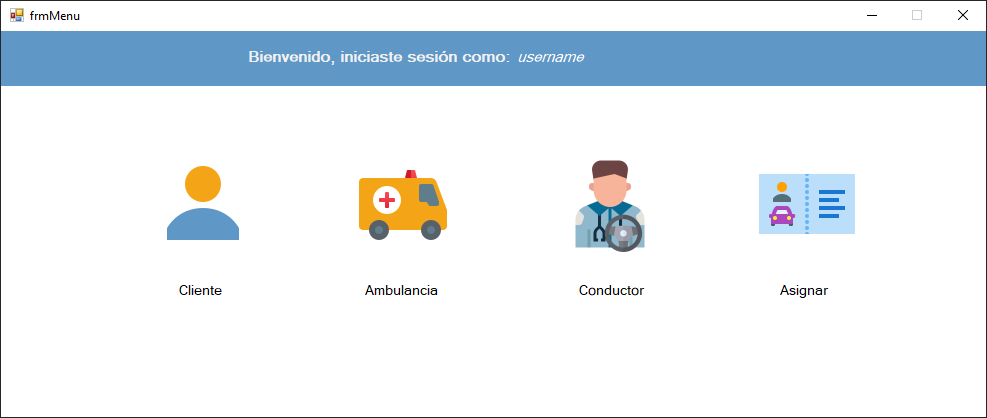 frmMenu
Bienvenido, iniciaste sesión como: username
Cliente
Ambulancia
Conductor
Asignar